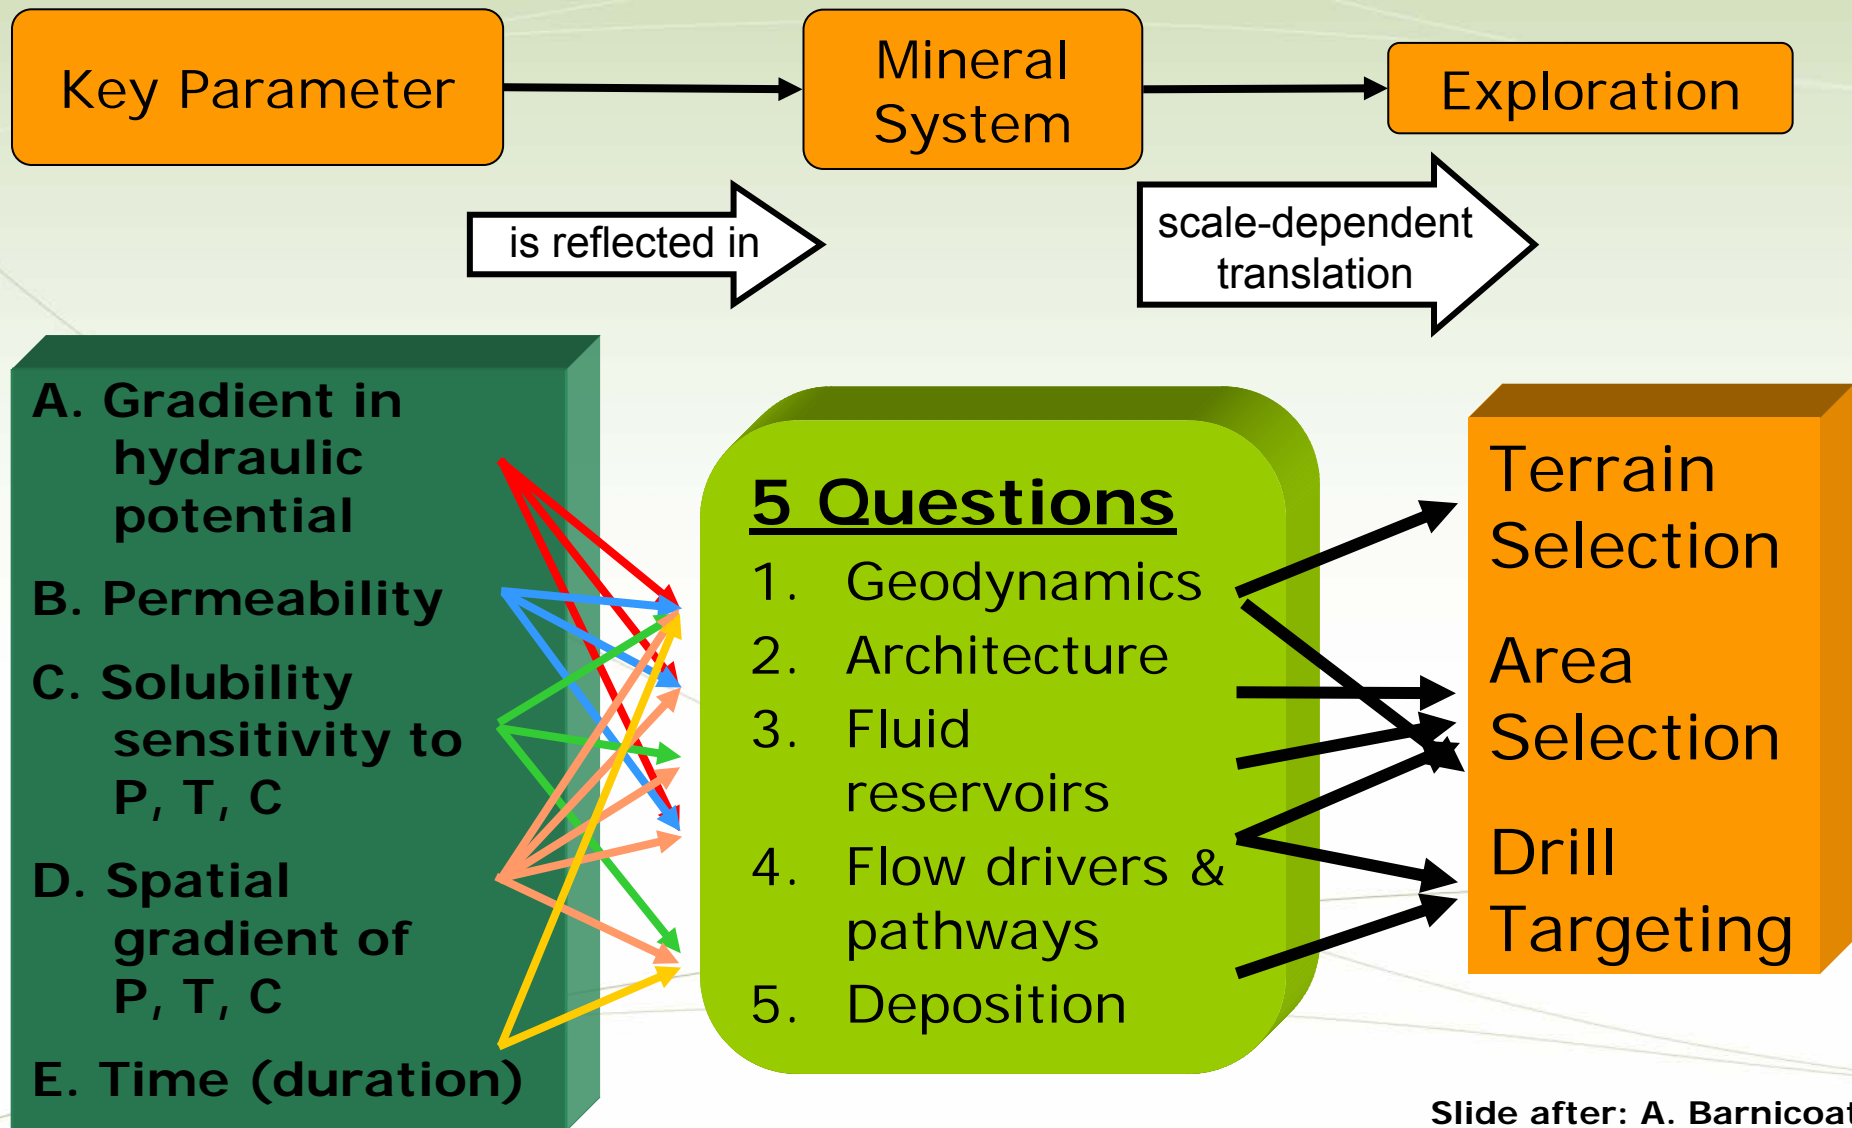 Key Parameter
Mineral
System
Exploration
is reflected in
scale-dependent
translation
A. Gradient in
hydraulic
potential
B. Permeability
C. Solubility
sensitivity to
P, T, C
D. Spatial
gradient of
P, T, C
E. Time (duration)
5 Questions
1. Geodynamics
2. Architecture
3. Fluid
reservoirs
4. Flow drivers &
pathways
5. Deposition
Terrain
Selection
Area
Selection
Drill
Targeting
Slide after: A. Barnicoat